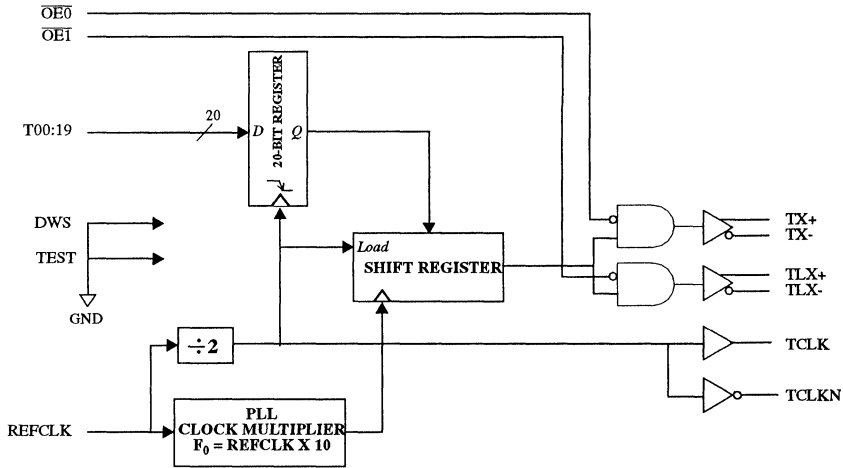 OE0
OE1
T00:19
20
D
20-BIT REGISTER
Q
DWS
TEST
GND
Load
SHIFT REGISTER
TX+
TX-
TLX+
TLX-
÷2
TCLK
TCLKN
REFCLK
PLL
CLOCK MULTIPLIER
F0 = REFCLK X 10